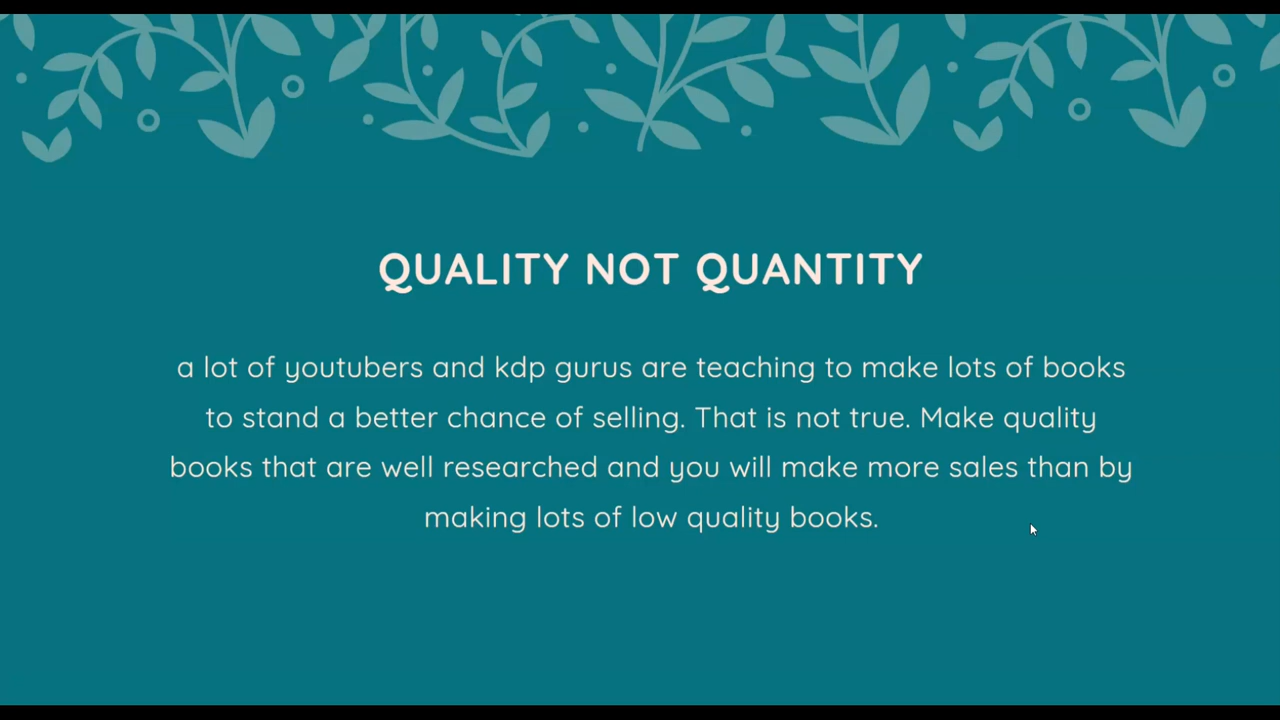 QUALITY NOT QUANTITY
a lot of youtubers and kdp gurus are teaching to make lots of books
to stand a better chance of selling. That is not true. Make quality
books that are well researched and you will make more sales than by
making lots of low quality books.